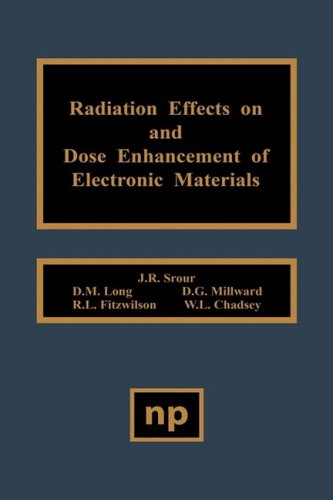 Radiation Effects on
and
Dose Enhancement of
Electronic Materials
J.R. Srour
D.M. Long D.G. Millward
R.L. Fitzwilson W.L. Chadsey
np